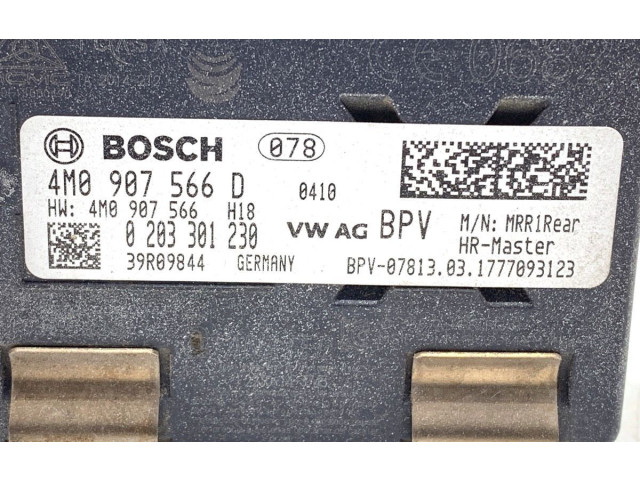 BOSCH 078
4M0 907 566 D 0410
HW: 4M0 907 566 H18
0 203 301 230 VW AG BPV M/N: MRR1Rear
HR-Master
39R09844 GERMANY BPV-07813.03.1777093123